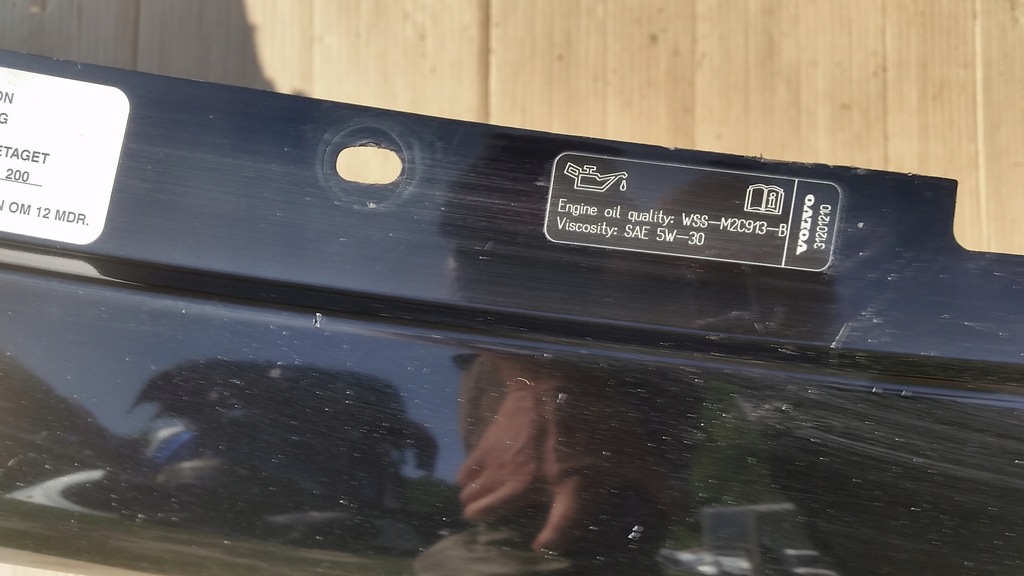 ON
G
ETAGET
200
N OM 12 MDR.
Engine oil quality: WSS-M2C913-B
Viscosity: SAE 5W-30
VOLVO
31201210